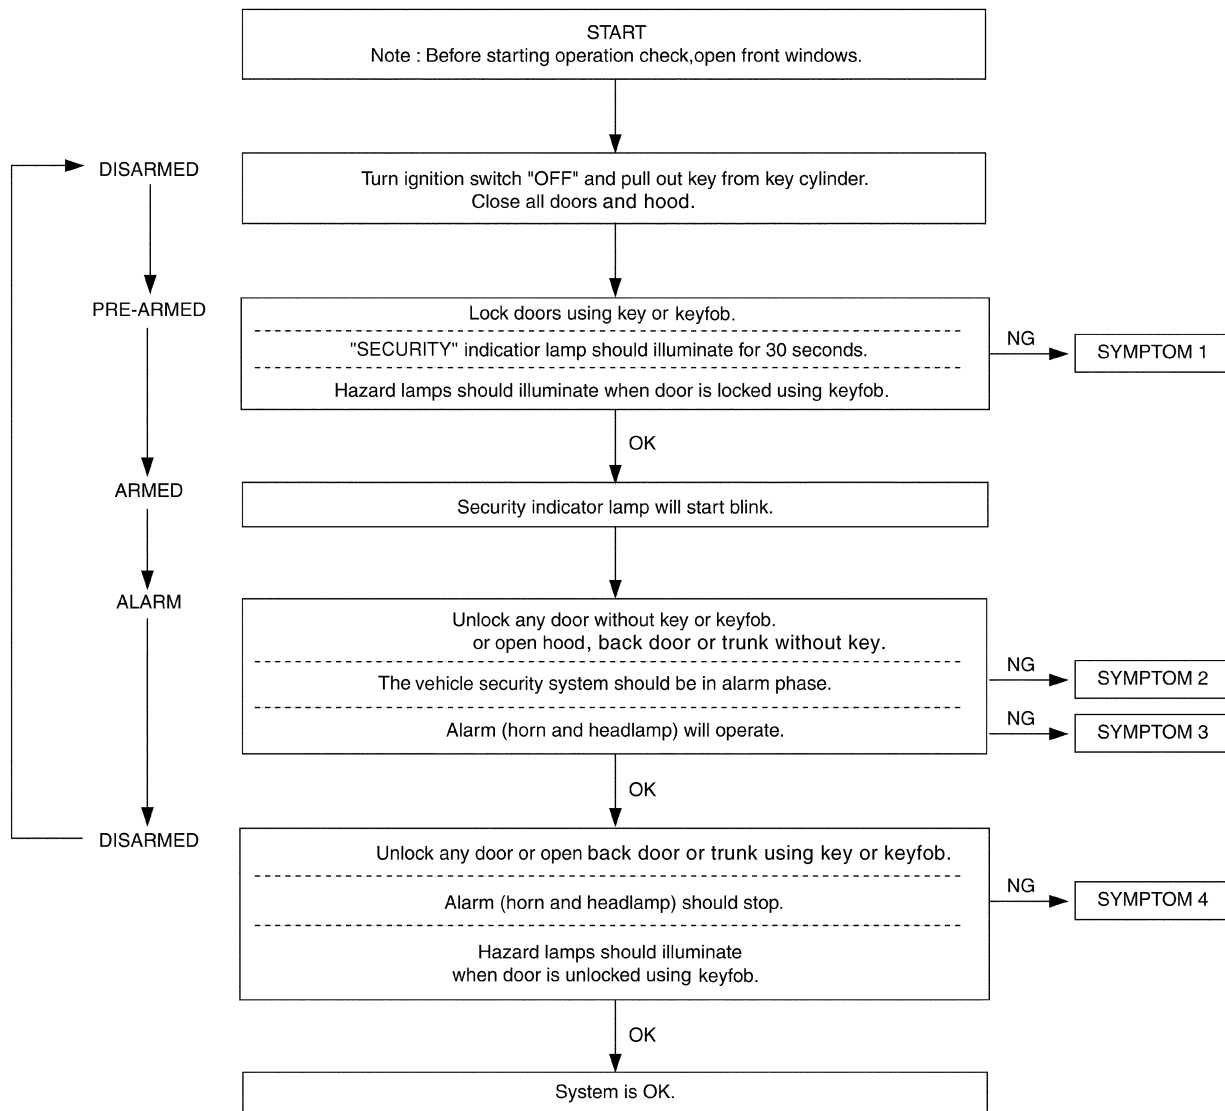 START
Note : Before starting operation check,open front windows.
DISARMED
Turn ignition switch "OFF" and pull out key from key cylinder.
Close all doors and hood.
PRE-ARMED
Lock doors using key or keyfob.
"SECURITY" indicatior lamp should illuminate for 30 seconds.
NG
SYMPTOM 1
Hazard lamps should illuminate when door is locked using keyfob.
OK
ARMED
Security indicator lamp will start blink.
ALARM
Unlock any door without key or keyfob.
or open hood, back door or trunk without key.
The vehicle security system should be in alarm phase.
NG
SYMPTOM 2
Alarm (horn and headlamp) will operate.
NG
SYMPTOM 3
OK
DISARMED
Unlock any door or open back door or trunk using key or keyfob.
Alarm (horn and headlamp) should stop.
NG
SYMPTOM 4
Hazard lamps should illuminate
when door is unlocked using keyfob.
OK
System is OK.